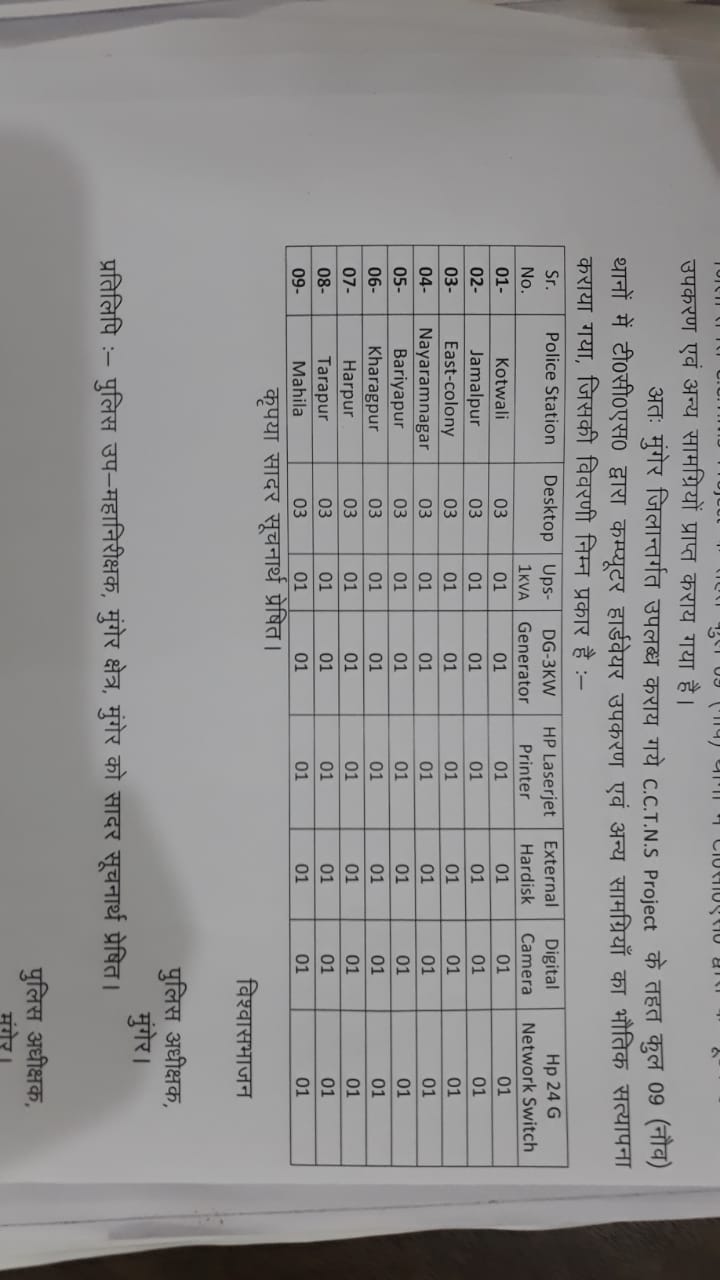 C.C.T.N.S Project के तहत कुल 09 (नौव) थानो में टी0सी0एस0 द्वारा
उपकरण एवं अन्य सामग्रियों प्राप्त कराय गया है।
अतः मुंगेर जिलान्तर्गत उपलब्ध कराय गये C.C.T.N.S Project के तहत कुल 09 (नौव)
थानों में टी0सी0एस0 द्वारा कम्प्यूटर हार्डवेयर उपकरण एवं अन्य सामग्रियाँ का भौतिक सत्यापना
कराया गया, जिसकी विवरणी निम्न प्रकार है :–
Sr. No. Police Station Desktop Ups-1KVA DG-3KW Generator HP Laserjet Printer External Hardisk Digital Camera Hp 24 G Network Switch
01- Kotwali 03 01 01 01 01 01 01
02- Jamalpur 03 01 01 01 01 01 01
03- East-colony 03 01 01 01 01 01 01
04- Nayaramnagar 03 01 01 01 01 01 01
05- Bariyapur 03 01 01 01 01 01 01
06- Kharagpur 03 01 01 01 01 01 01
07- Harpur 03 01 01 01 01 01 01
08- Tarapur 03 01 01 01 01 01 01
09- Mahila 03 01 01 01 01 01 01
कृपया सादर सूचनार्थ प्रेषित।
विश्वासभाजन
पुलिस अधीक्षक,
मुंगेर।
प्रतिलिपि :– पुलिस उप–महानिरीक्षक, मुंगेर क्षेत्र, मुंगेर को सादर सूचनार्थ प्रेषित।
पुलिस अधीक्षक,
मुंगेर।